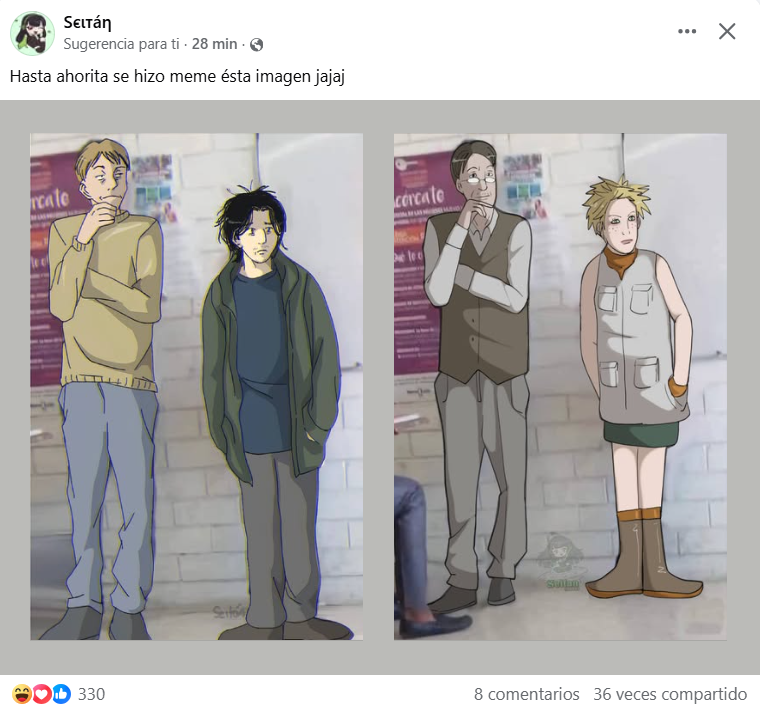 Sєιтáη
Sugerencia para ti · 28 min ·
Hasta ahorita se hizo meme ésta imagen jajaj
Seitán
330
8 comentarios
36 veces compartido